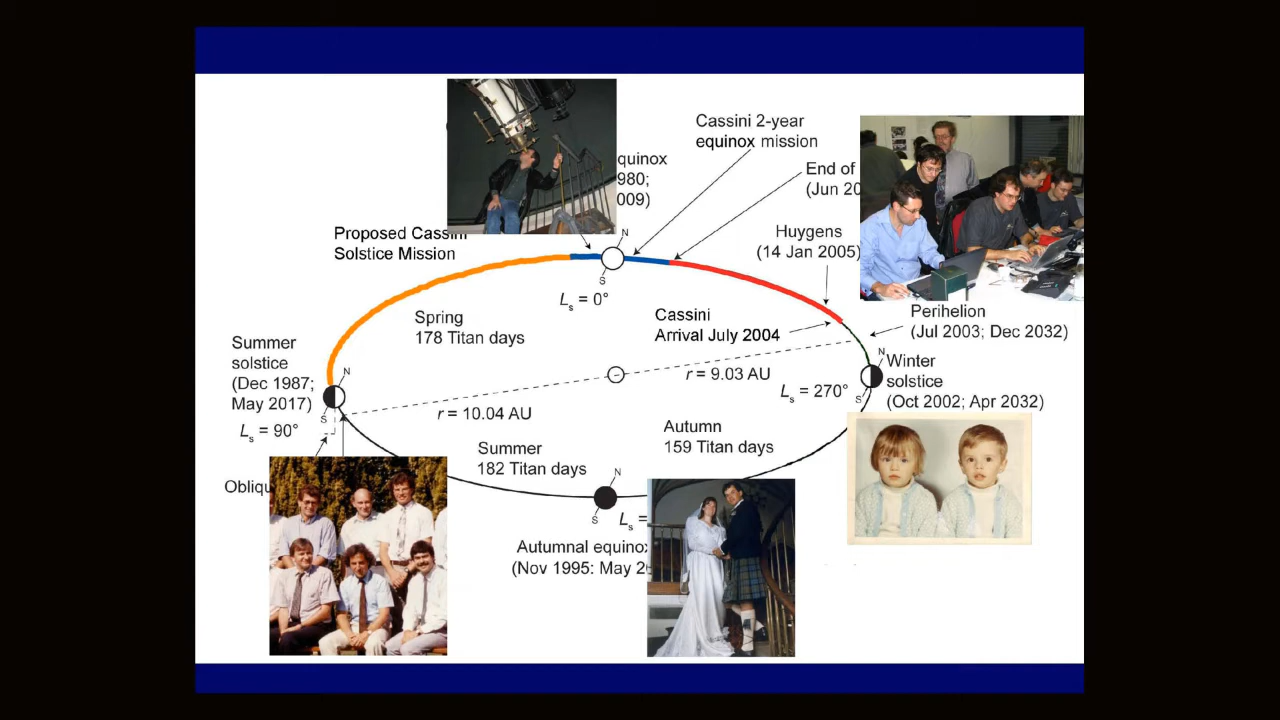 Cassini 2-year
equinox mission
quinox
980;
009)
End of
(Jun 20
Proposed Cassini
Solstice Mission
N
S
Huygens
(14 Jan 2005)
Ls = 0°
Spring
178 Titan days
Cassini
Arrival July 2004
Perihelion
(Jul 2003; Dec 2032)
Summer
solstice
(Dec 1987;
May 2017)
N
S
Ls = 90°
r = 9.03 AU
Ls = 270°
N
S
Winter
solstice
(Oct 2002; Apr 2032)
r = 10.04 AU
Autumn
159 Titan days
Summer
182 Titan days
N
S
Obliqu
Ls =
Autumnal equinox
(Nov 1995: May 2